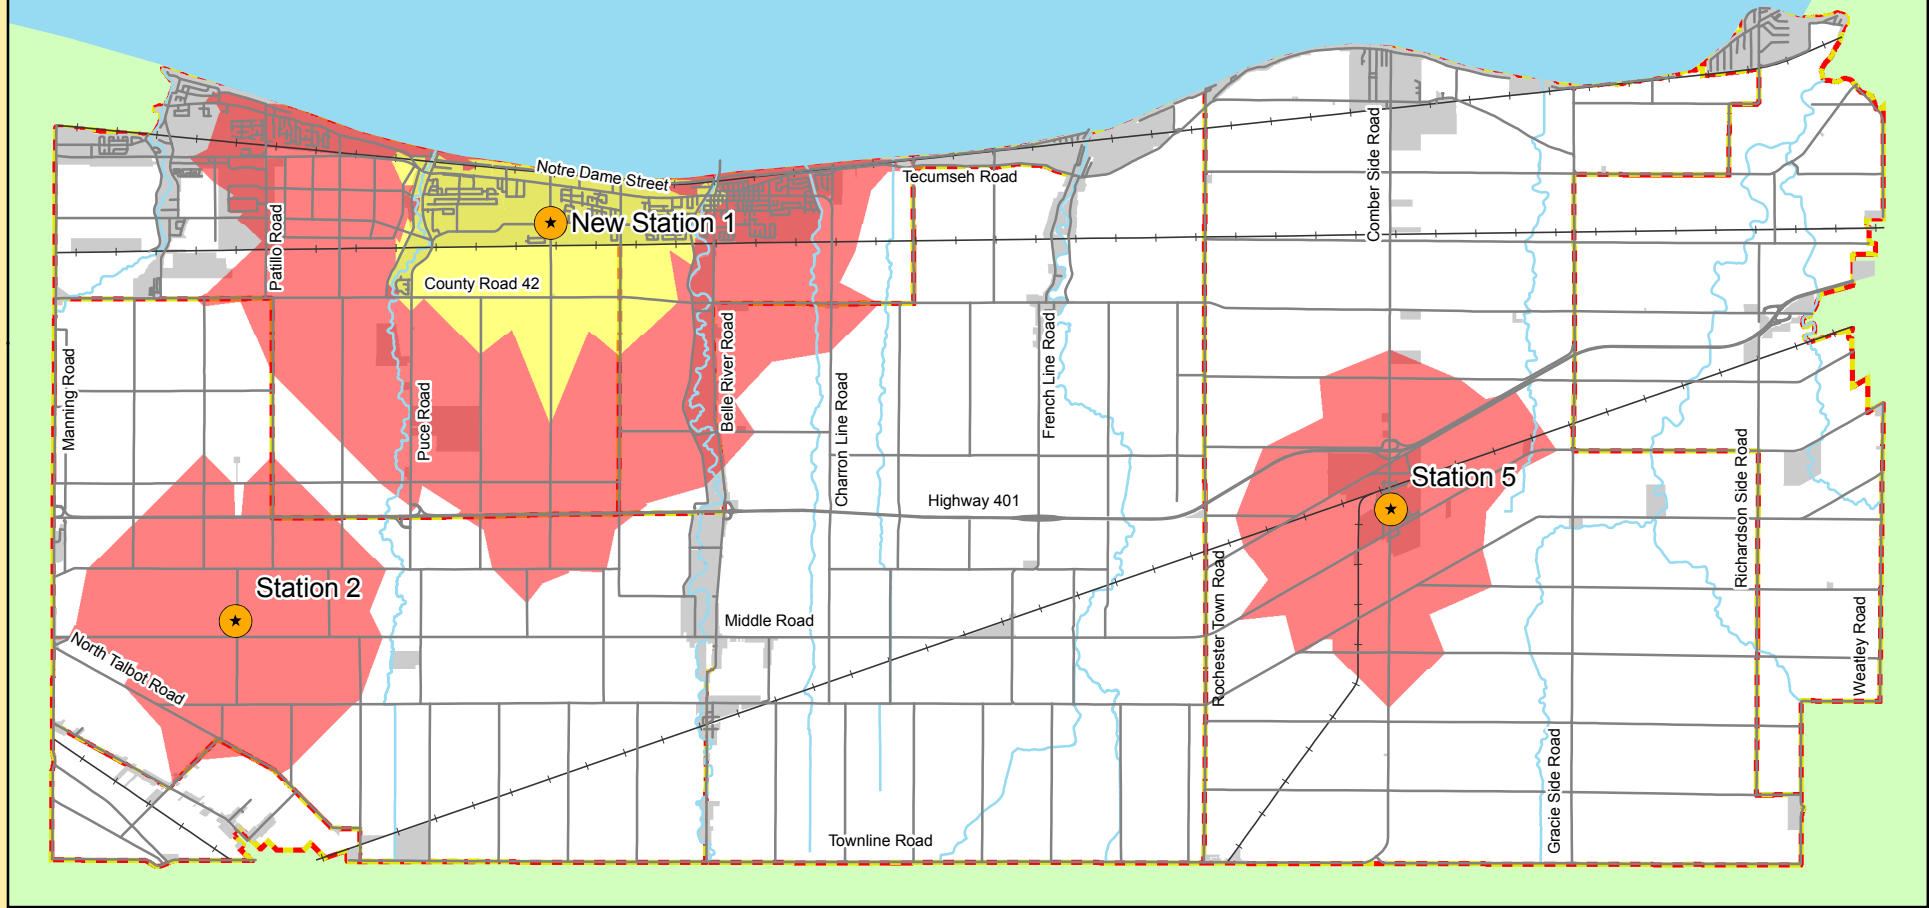 Notre Dame Street
Tecumseh Road
New Station 1
Comber Side Road
Patillo Road
County Road 42
Manning Road
Puce Road
Belle River Road
Charron Line Road
French Line Road
Highway 401
Station 5
Richardson Side Road
Station 2
Middle Road
North Talbot Road
Rochester Town Road
Weatley Road
Gracie Side Road
Townline Road